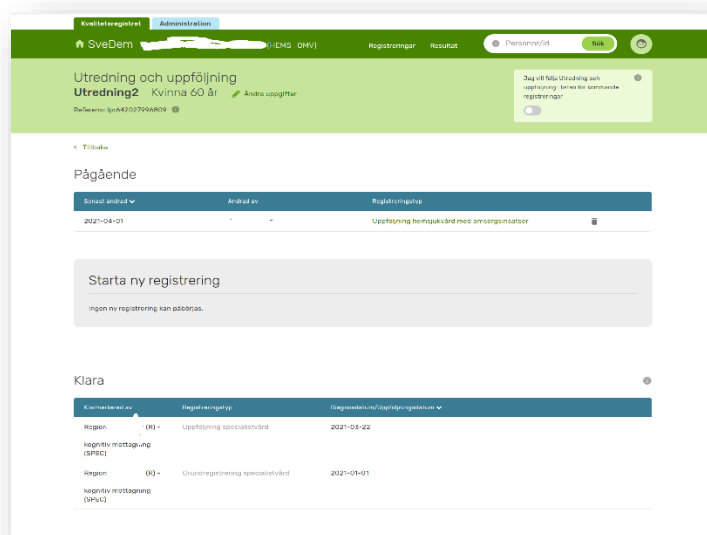 Kvalitetsregistret Administration
SveDem (HEMS OMV) Registreringar Resultat Personnr/id Sök
Utredning och uppföljning
Utredning2 Kvinna 60 år Ändra uppgifter
Referens: lpr642027996809
Jag vill följa Utredning och
uppföljning - listan för kommande
registreringar
< Tillbaka
Pågående
Senast ändrad Ändrad av Registreringstyp
2021-04-01 - - Uppföljning hemsjukvård med omsorgsinsatser
Starta ny registrering
Ingen ny registrering kan påbörjas.
Klara
Klarmarkerad av Registreringstyp Diagnosdatum/Uppföljningsdatum
Region (R) - Uppföljning specialistvård 2021-03-22
kognitiv mottagning
(SPEC)
Region (R) - Grundregistrering specialistvård 2021-01-01
Kognitiv mottagning
(SPEC)